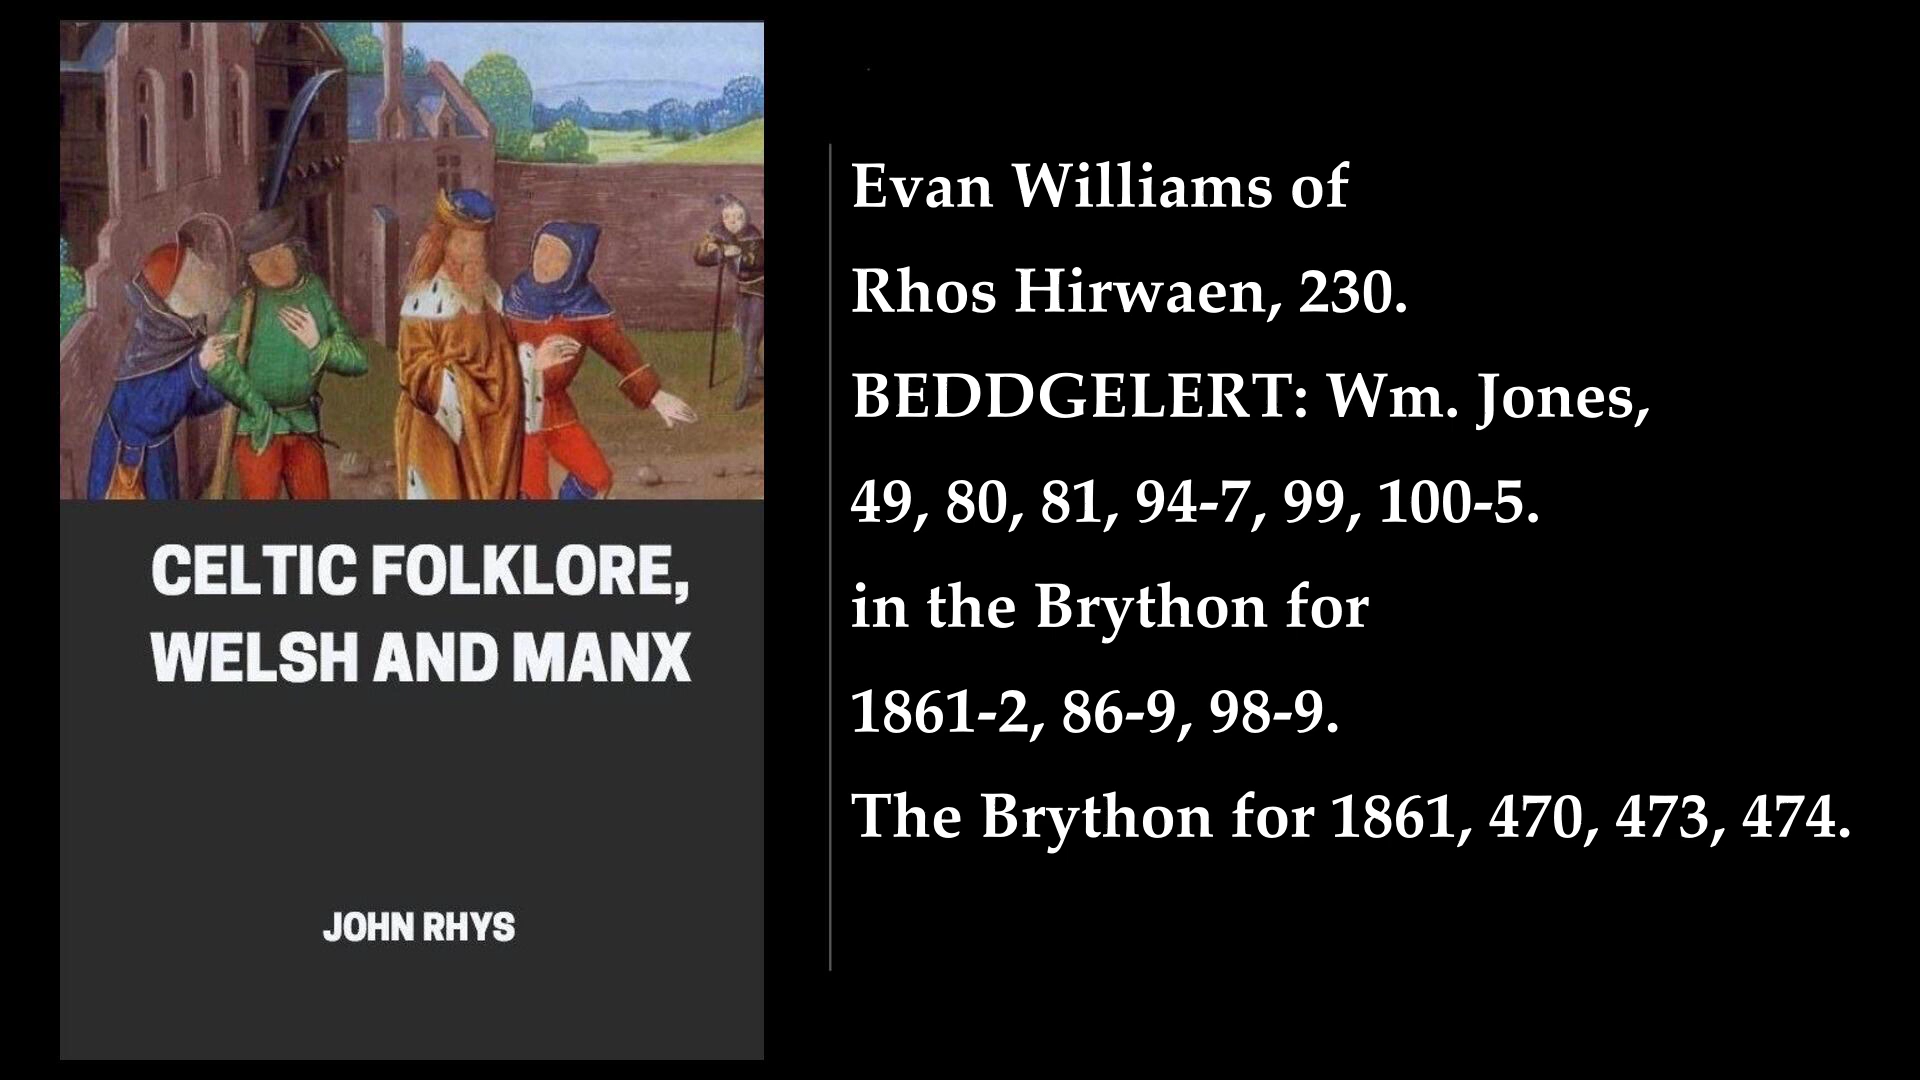 CELTIC FOLKLORE,
WELSH AND MANX
JOHN RHYS
Evan Williams of
Rhos Hirwaen, 230.
BEDDGELERT: Wm. Jones,
49, 80, 81, 94-7, 99, 100-5.
in the Brython for
1861-2, 86-9, 98-9.
The Brython for 1861, 470, 473, 474.